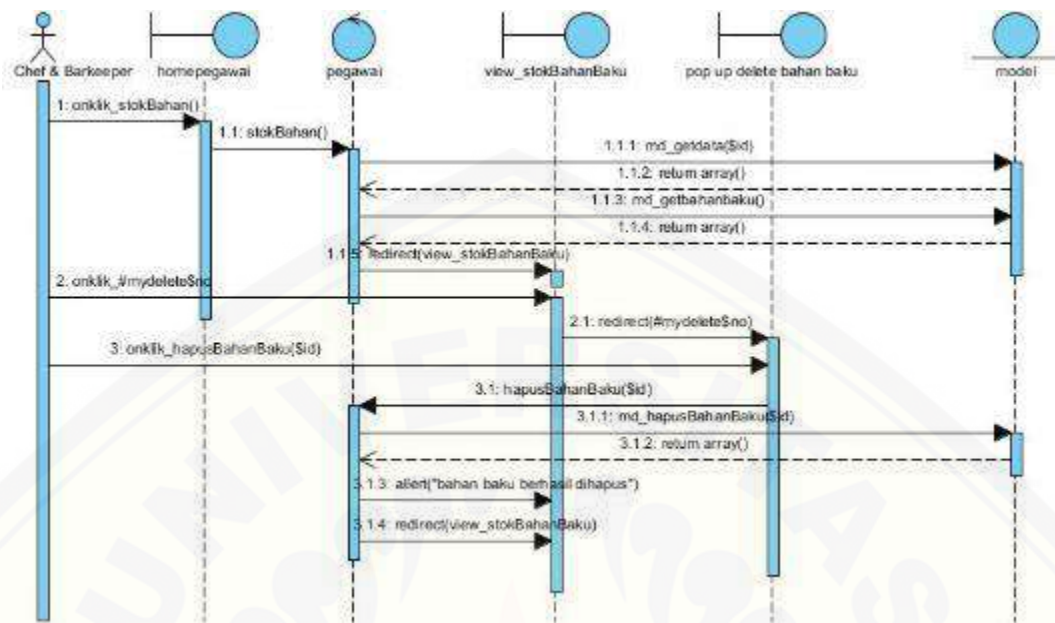 Chef & Barkeeper
homepegawai
pegawai
view_stokBahanBaku
pop up delete bahan baku
model
1: onklik_stokBahan()
1.1: stokBahan()
1.1.1: md_getdata($id)
1.1.2: return array()
1.1.3: md_getbahanbaku()
1.1.4: return array()
1.1.5: redirect(view_stokBahanBaku)
2: onklik_#mydelete$no
2.1: redirect(#mydelete$no)
3: onklik_hapusBahanBaku($id)
3.1: hapusBahanBaku($id)
3.1.1: md_hapusBahanBaku($id)
3.1.2: return array()
3.1.3: allert("bahan baku berhasil dihapus")
3.1.4: redirect(view_stokBahanBaku)
UNIVERSITAS